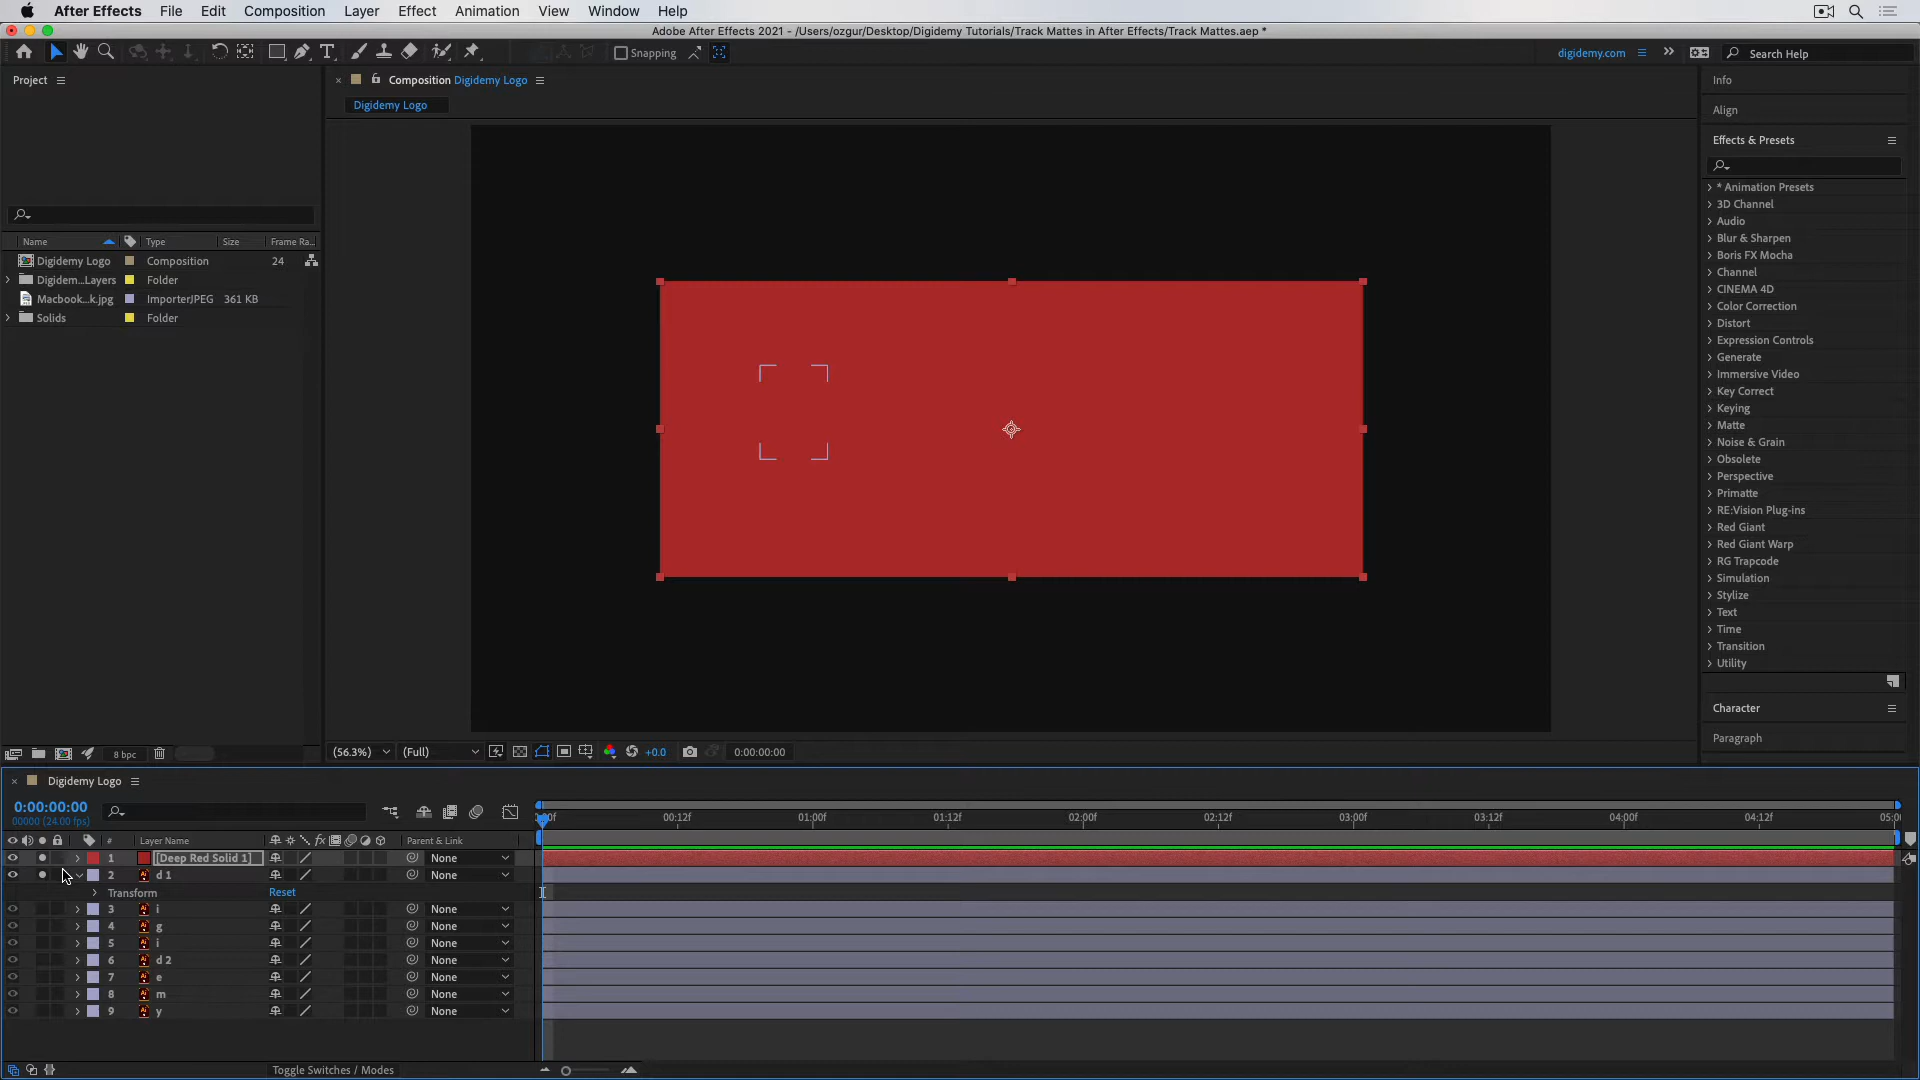 After Effects File Edit Composition Layer Effect Animation View Window Help
Adobe After Effects 2021 - /Users/ozgur/Desktop/Digidemy Tutorials/Track Mattes in After Effects/Track Mattes.aep *
Snapping
digidemy.com
Search Help
Project
Composition Digidemy Logo
Digidemy Logo
Info
Align
Effects & Presets
Name Type Size Frame Ra...
Digidemy Logo Composition 24
Digidem...Layers Folder
Macbook...k.jpg ImporterJPEG 361 KB
Solids Folder
* Animation Presets
3D Channel
Audio
Blur & Sharpen
Boris FX Mocha
Channel
CINEMA 4D
Color Correction
Distort
Expression Controls
Generate
Immersive Video
Key Correct
Keying
Matte
Noise & Grain
Obsolete
Perspective
Primatte
RE:Vision Plug-ins
Red Giant
Red Giant Warp
RG Trapcode
Simulation
Stylize
Text
Time
Transition
Utility
Character
Paragraph
8 bpc
(56.3%) (Full) +0.0 0:00:00:00
Digidemy Logo
0:00:00:00
00000 (24.00 fps)
00:12f 01:00f 01:12f 02:00f 02:12f 03:00f 03:12f 04:00f 04:12f 05:0
# Layer Name fx Parent & Link
1 [Deep Red Solid 1] None
2 d 1 None
Transform Reset
3 i None
4 g None
5 i None
6 d 2 None
7 e None
8 m None
9 y None
Toggle Switches / Modes